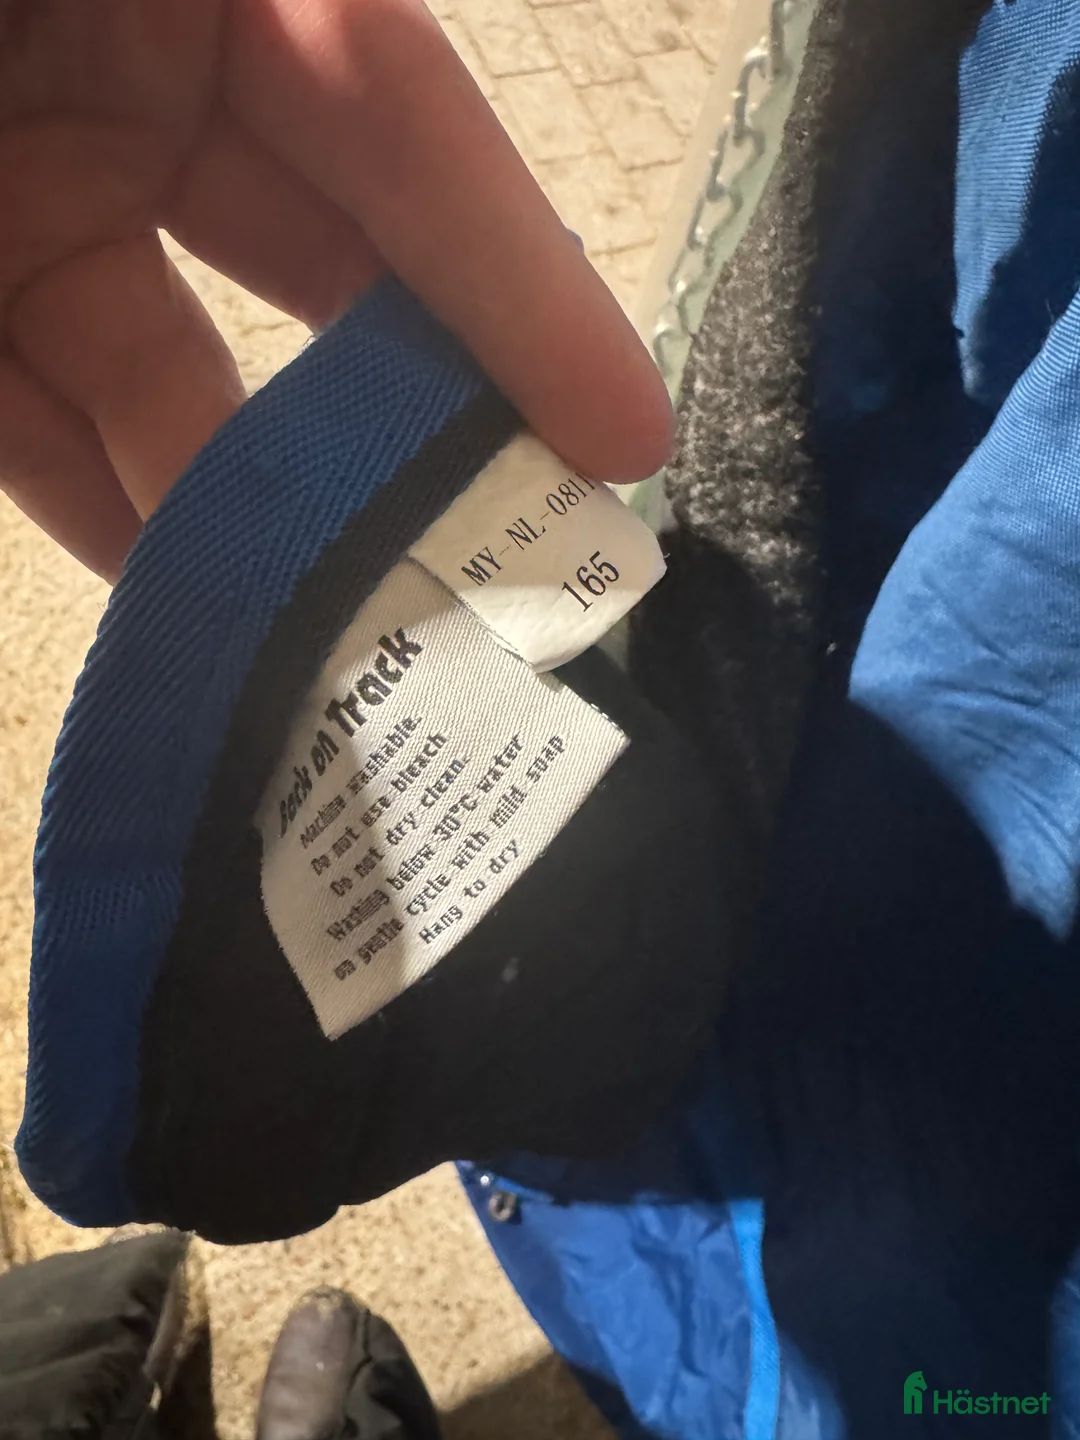 MY-NL-0811
165
Back on Track
Machine washable.
Do not use bleach
Do not dry-clean.
Washing below 30°C water
on gentle cycle with mild soap
Hang to dry
Hästnet